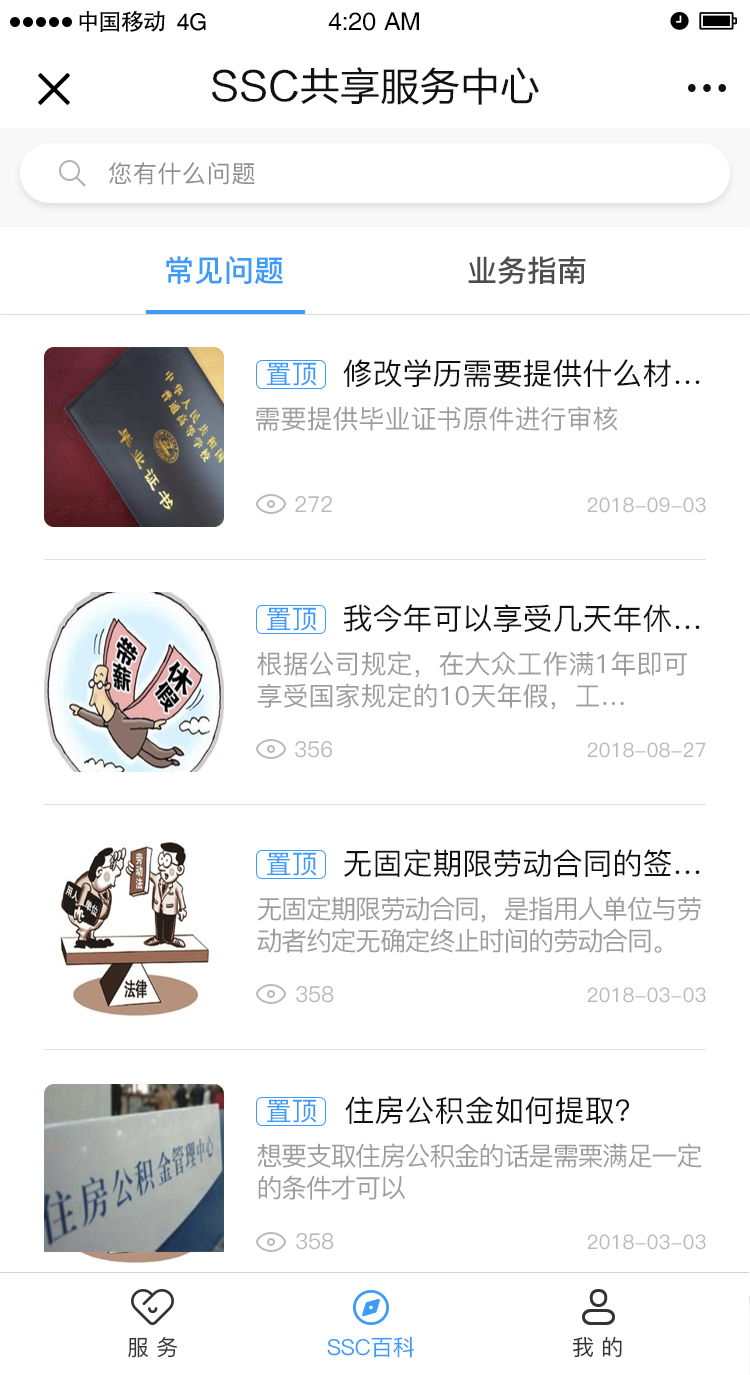 中国移动 4G 4:20 AM
SSC共享服务中心
您有什么问题
常见问题 业务指南
中华人民共和国
普通高等学校
毕业证书
置顶 修改学历需要提供什么材...
需要提供毕业证书原件进行审核
272 2018-09-03
带薪
休假
置顶 我今年可以享受几天年休...
根据公司规定，在大众工作满1年即可
享受国家规定的10天年假，工...
356 2018-08-27
劳动法
用人
单位
法律
置顶 无固定期限劳动合同的签...
无固定期限劳动合同，是指用人单位与劳
动者约定无确定终止时间的劳动合同。
358 2018-03-03
住房公积金管理中心
置顶 住房公积金如何提取?
想要支取住房公积金的话是需栗满足一定
的条件才可以
358 2018-03-03
服务 SSC百科 我的